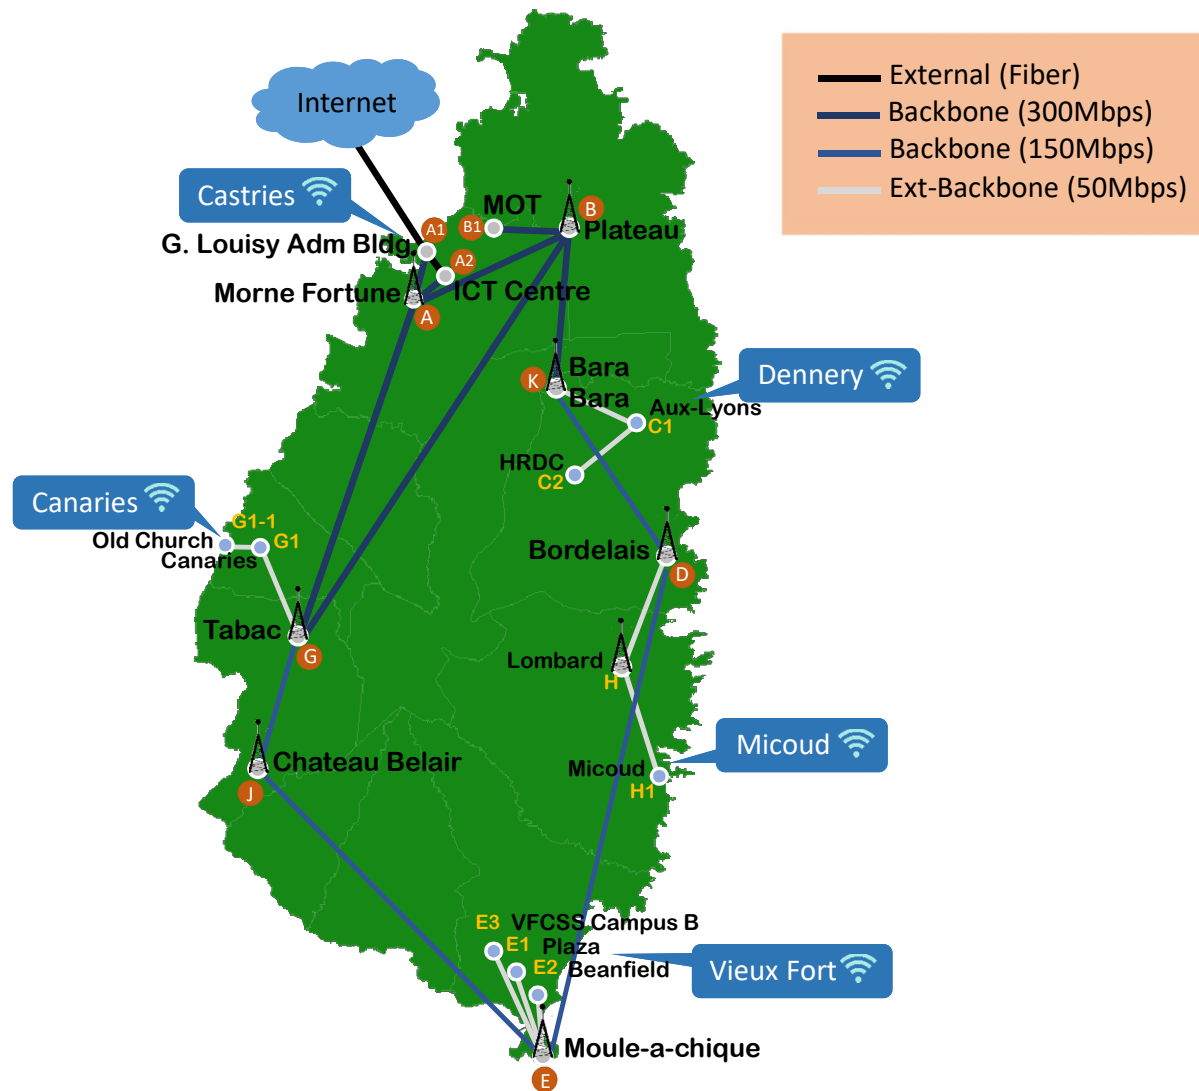 External (Fiber)
Backbone (300Mbps)
Backbone (150Mbps)
Ext-Backbone (50Mbps)
Internet
Castries
MOT
B1
B
Plateau
A1
G. Louisy Adm Bldg
A2
ICT Centre
Morne Fortune
A
Bara
Bara
K
Dennery
Aux-Lyons
C1
HRDC
C2
Canaries
G1-1
G1
Old Church
Canaries
Bordelais
D
Tabac
G
Lombard
H
Chateau Belair
J
Micoud
Micoud
H1
E3
VFCSS Campus B
E1
Plaza
E2
Beanfield
Vieux Fort
Moule-a-chique
E